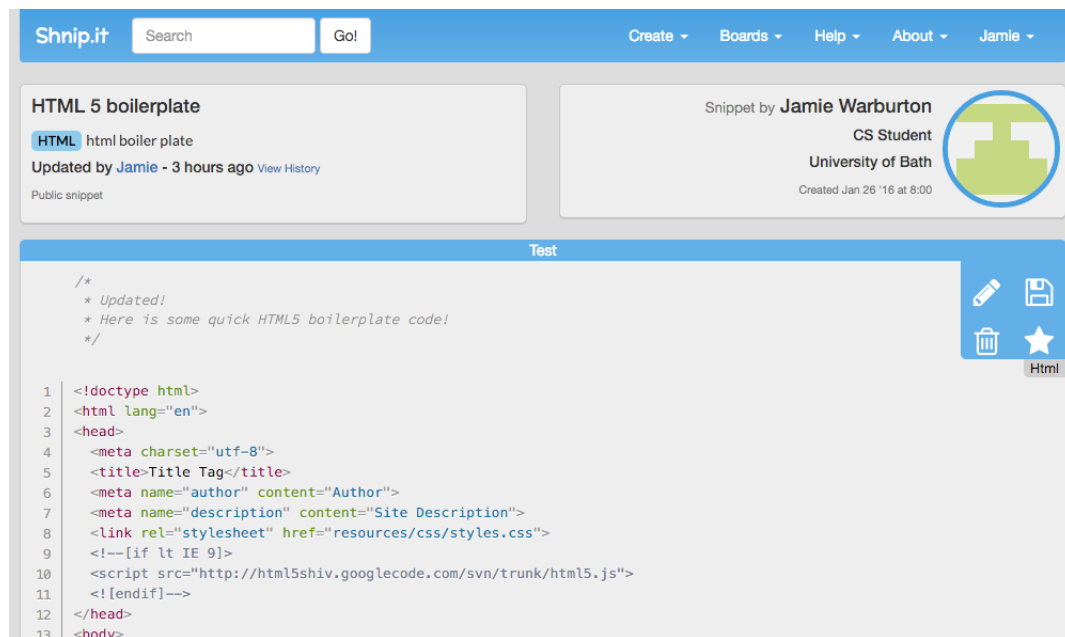 Shnip.it Search Go! Create Boards Help About Jamie
HTML 5 boilerplate
HTML html boiler plate
Updated by Jamie - 3 hours ago View History
Public snippet
Snippet by Jamie Warburton
CS Student
University of Bath
Created Jan 26 '16 at 8:00
Test
/*
* Updated!
* Here is some quick HTML5 boilerplate code!
*/
Html
1 <!doctype html>
2 <html lang="en">
3 <head>
4 <meta charset="utf-8">
5 <title>Title Tag</title>
6 <meta name="author" content="Author">
7 <meta name="description" content="Site Description">
8 <link rel="stylesheet" href="resources/css/styles.css">
9 <!--[if lt IE 9]>
10 <script src="http://html5shiv.googlecode.com/svn/trunk/html5.js">
11 <![endif]-->
12 </head>
13 <body>